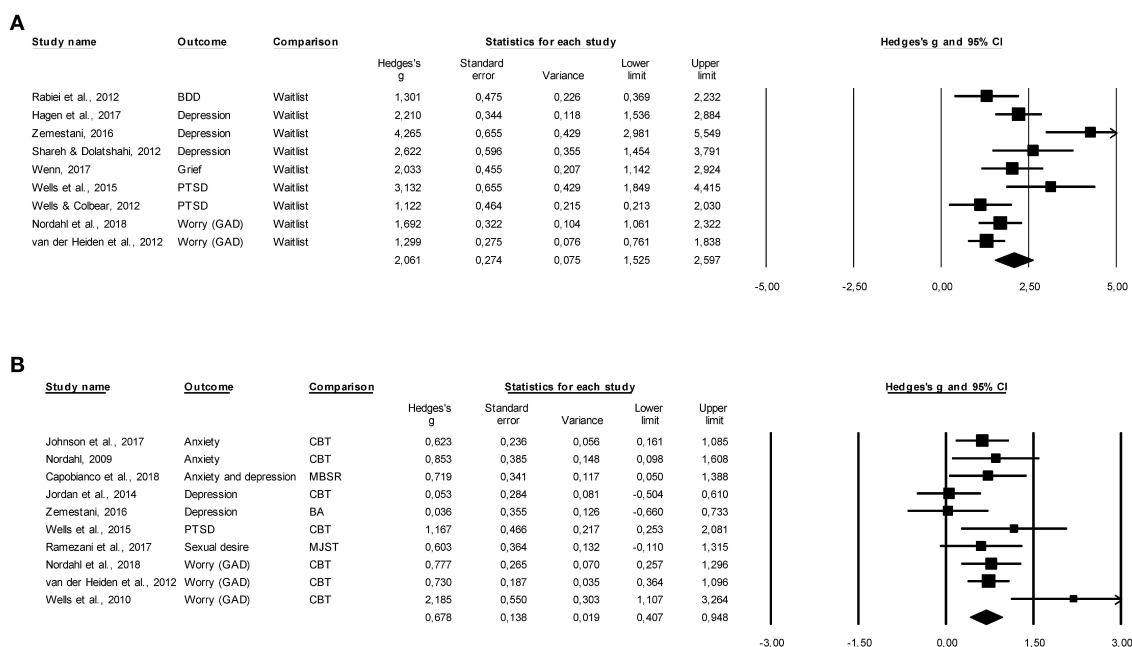 A
Study name Outcome Comparison Statistics for each study Hedges's g and 95% CI
Hedges's Standard Lower Upper
g error Variance limit limit
Rabiei et al., 2012 BDD Waitlist 1,301 0,475 0,226 0,369 2,232
Hagen et al., 2017 Depression Waitlist 2,210 0,344 0,118 1,536 2,884
Zemestani, 2016 Depression Waitlist 4,265 0,655 0,429 2,981 5,549
Shareh & Dolatshahi, 2012 Depression Waitlist 2,622 0,596 0,355 1,454 3,791
Wenn, 2017 Grief Waitlist 2,033 0,455 0,207 1,142 2,924
Wells et al., 2015 PTSD Waitlist 3,132 0,655 0,429 1,849 4,415
Wells & Colbear, 2012 PTSD Waitlist 1,122 0,464 0,215 0,213 2,030
Nordahl et al., 2018 Worry (GAD) Waitlist 1,692 0,322 0,104 1,061 2,322
van der Heiden et al., 2012 Worry (GAD) Waitlist 1,299 0,275 0,076 0,761 1,838
2,061 0,274 0,075 1,525 2,597
-5,00 -2,50 0,00 2,50 5,00
B
Study name Outcome Comparison Statistics for each study Hedges's g and 95% CI
Hedges's Standard Lower Upper
g error Variance limit limit
Johnson et al., 2017 Anxiety CBT 0,623 0,236 0,056 0,161 1,085
Nordahl, 2009 Anxiety CBT 0,853 0,385 0,148 0,098 1,608
Capobianco et al., 2018 Anxiety and depression MBSR 0,719 0,341 0,117 0,050 1,388
Jordan et al., 2014 Depression CBT 0,053 0,284 0,081 -0,504 0,610
Zemestani, 2016 Depression BA 0,036 0,355 0,126 -0,660 0,733
Wells et al., 2015 PTSD CBT 1,167 0,466 0,217 0,253 2,081
Ramezani et al., 2017 Sexual desire MJST 0,603 0,364 0,132 -0,110 1,315
Nordahl et al., 2018 Worry (GAD) CBT 0,777 0,265 0,070 0,257 1,296
van der Heiden et al., 2012 Worry (GAD) CBT 0,730 0,187 0,035 0,364 1,096
Wells et al., 2010 Worry (GAD) CBT 2,185 0,550 0,303 1,107 3,264
0,678 0,138 0,019 0,407 0,948
-3.00 -1.50 0.00 1.50 3.00